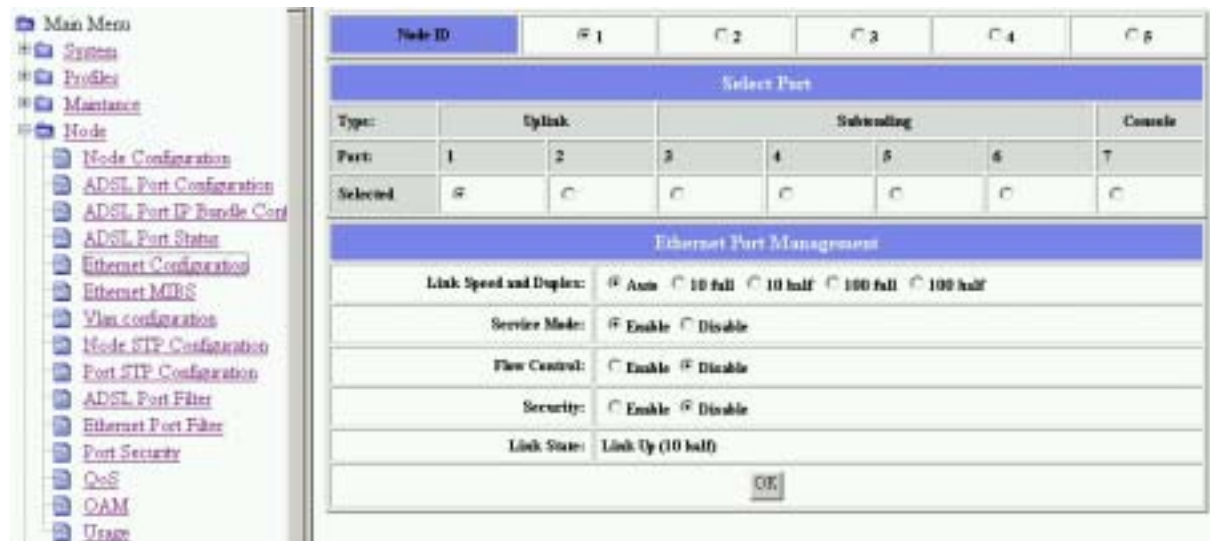 Main Menu
System
Profiles
Maintance
Node
Node Configuration
ADSL Port Configuration
ADSL Port IP Bundle Conf
ADSL Port Status
Ethernet Configuration
Ethernet MIBS
Vlan configuration
Node STP Configuration
Port STP Configuration
ADSL Port Filter
Ethernet Port Filter
Port Security
QoS
OAM
Usage
Node ID 1 2 3 4 5
Select Port
Type: Uplink Subtending Console
Port: 1 2 3 4 5 6 7
Selected
Ethernet Port Management
Link Speed and Duplex: Auto 10 full 10 half 100 full 100 half
Service Mode: Enable Disable
Flow Control: Enable Disable
Security: Enable Disable
Link State: Link Up (10 half)
OK